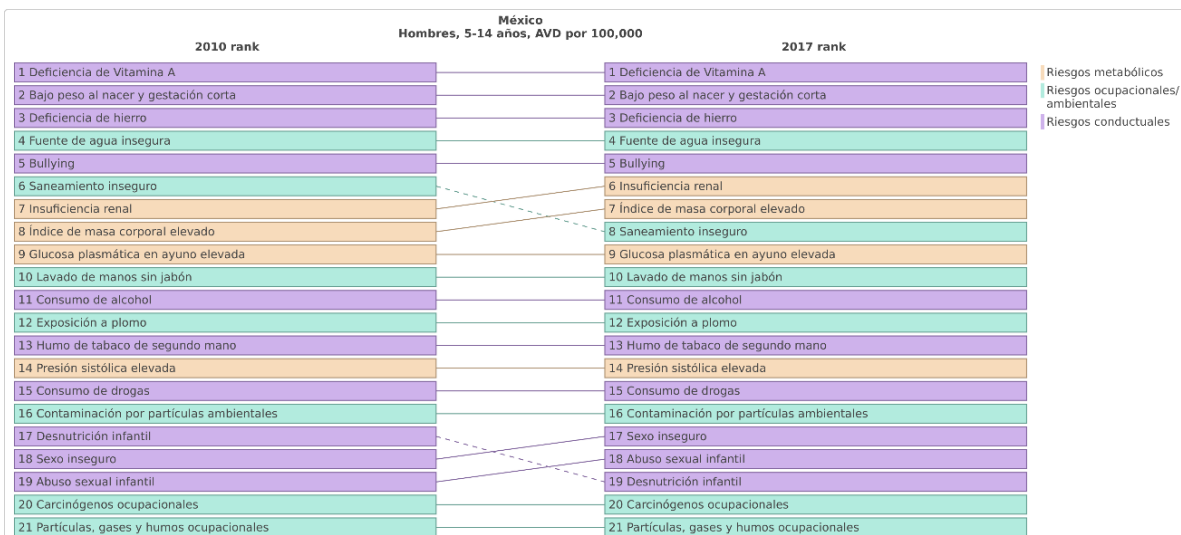 México
Hombres, 5-14 años, AVD por 100,000
2010 rank
2017 rank
1 Deficiencia de Vitamina A
2 Bajo peso al nacer y gestación corta
3 Deficiencia de hierro
4 Fuente de agua insegura
5 Bullying
6 Saneamiento inseguro
7 Insuficiencia renal
8 Índice de masa corporal elevado
9 Glucosa plasmática en ayuno elevada
10 Lavado de manos sin jabón
11 Consumo de alcohol
12 Exposición a plomo
13 Humo de tabaco de segundo mano
14 Presión sistólica elevada
15 Consumo de drogas
16 Contaminación por partículas ambientales
17 Desnutrición infantil
18 Sexo inseguro
19 Abuso sexual infantil
20 Carcinógenos ocupacionales
21 Partículas, gases y humos ocupacionales
1 Deficiencia de Vitamina A
2 Bajo peso al nacer y gestación corta
3 Deficiencia de hierro
4 Fuente de agua insegura
5 Bullying
6 Insuficiencia renal
7 Índice de masa corporal elevado
8 Saneamiento inseguro
9 Glucosa plasmática en ayuno elevada
10 Lavado de manos sin jabón
11 Consumo de alcohol
12 Exposición a plomo
13 Humo de tabaco de segundo mano
14 Presión sistólica elevada
15 Consumo de drogas
16 Contaminación por partículas ambientales
17 Sexo inseguro
18 Abuso sexual infantil
19 Desnutrición infantil
20 Carcinógenos ocupacionales
21 Partículas, gases y humos ocupacionales
Riesgos metabólicos
Riesgos ocupacionales/
ambientales
Riesgos conductuales